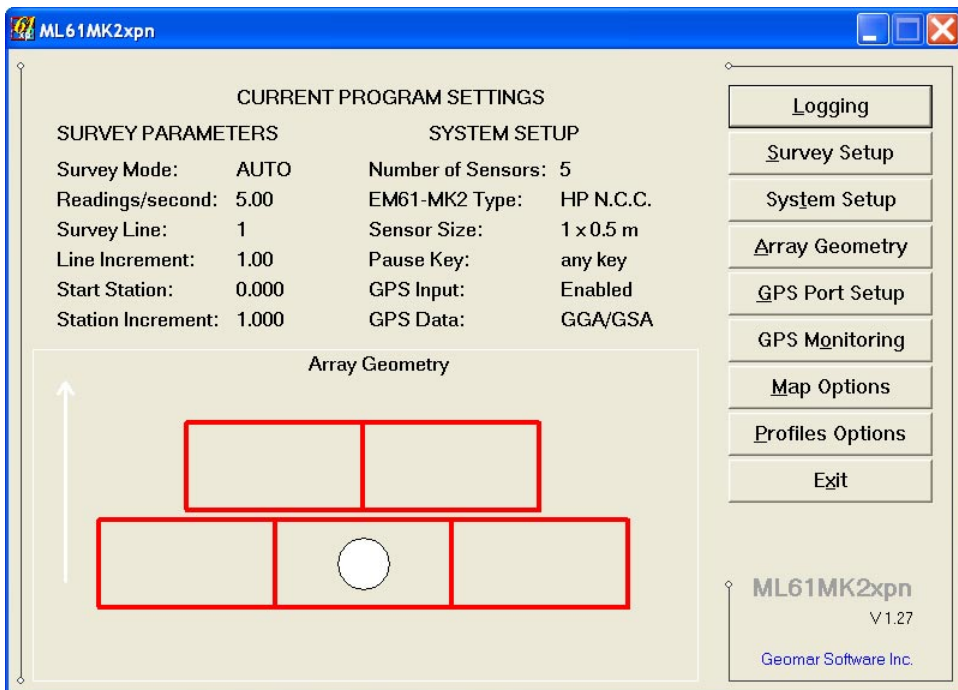 ML61MK2xpn
CURRENT PROGRAM SETTINGS
SURVEY PARAMETERS
Survey Mode: AUTO
Readings/second: 5.00
Survey Line: 1
Line Increment: 1.00
Start Station: 0.000
Station Increment: 1.000
SYSTEM SETUP
Number of Sensors: 5
EM61-MK2 Type: HP N.C.C.
Sensor Size: 1 x 0.5 m
Pause Key: any key
GPS Input: Enabled
GPS Data: GGA/GSA
Array Geometry
Logging
Survey Setup
System Setup
Array Geometry
GPS Port Setup
GPS Monitoring
Map Options
Profiles Options
Exit
ML61MK2xpn
V 1.27
Geomar Software Inc.